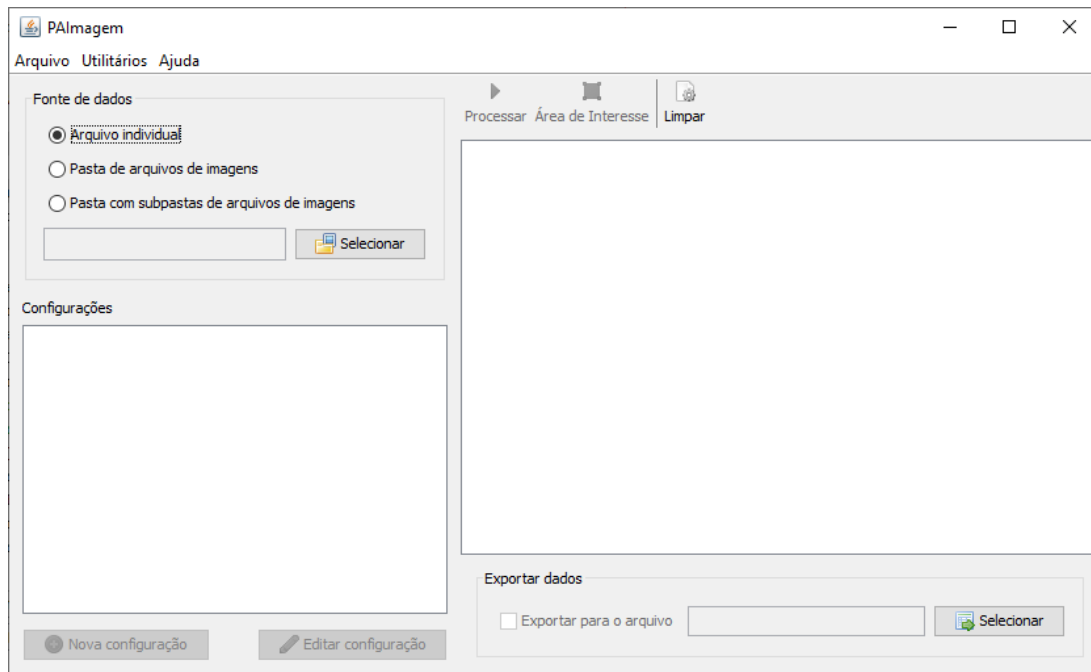 PAImagem
Arquivo Utilitários Ajuda
Fonte de dados
Arquivo individual
Pasta de arquivos de imagens
Pasta com subpastas de arquivos de imagens
Selecionar
Configurações
Nova configuração
Editar configuração
Processar Área de Interesse Limpar
Exportar dados
Exportar para o arquivo
Selecionar